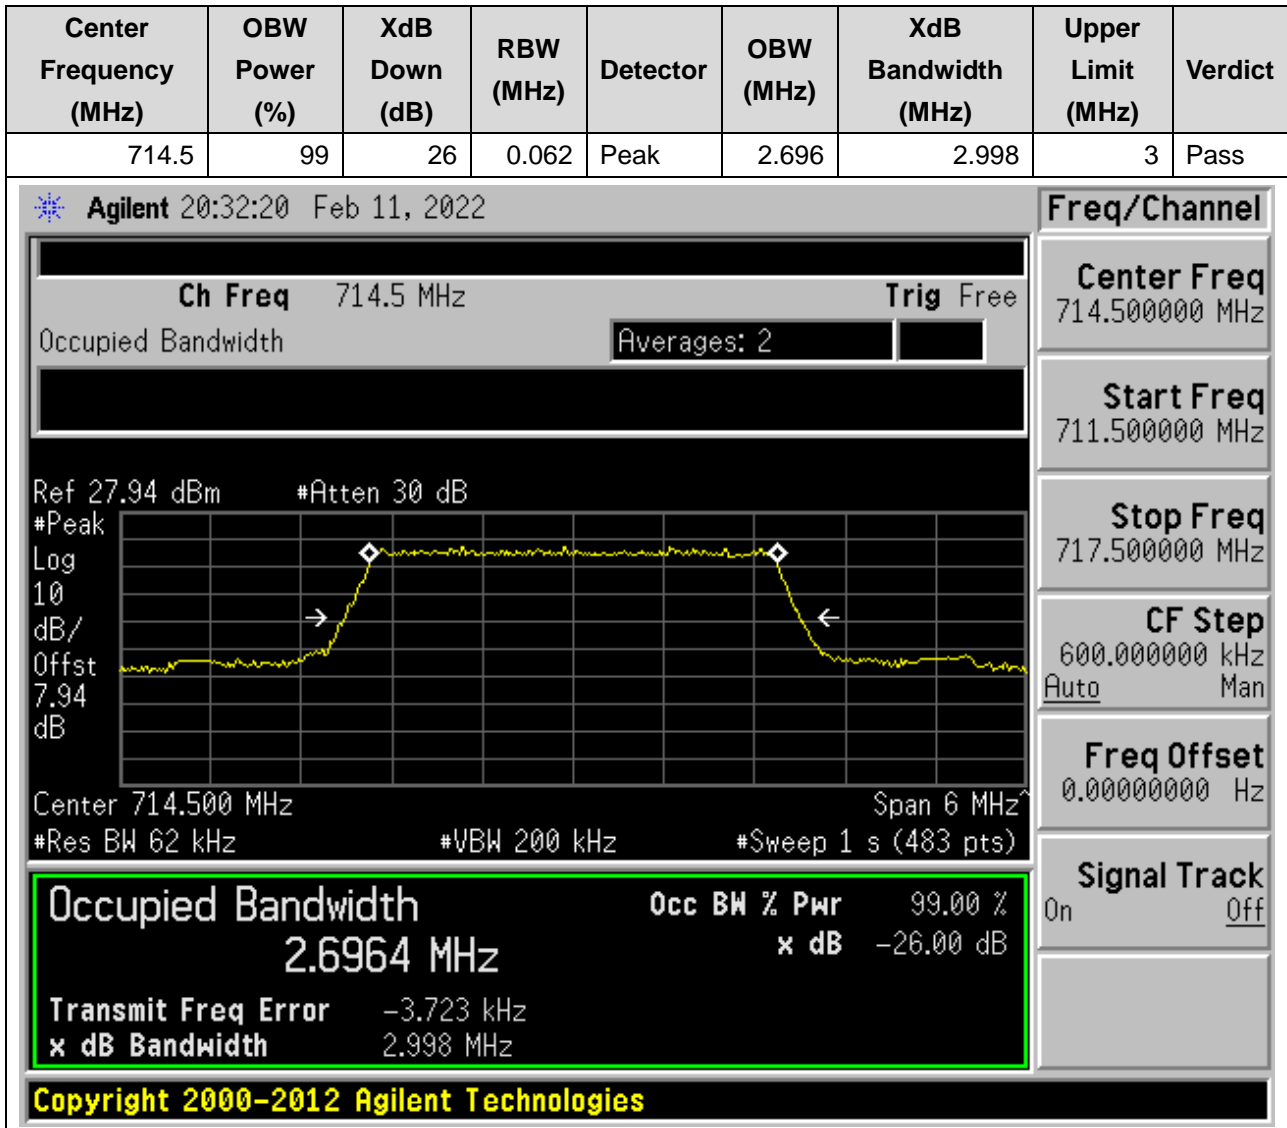 Center Frequency (MHz) OBW Power (%) XdB Down (dB) RBW (MHz) Detector OBW (MHz) XdB Bandwidth (MHz) Upper Limit (MHz) Verdict
714.5 99 26 0.062 Peak 2.696 2.998 3 Pass
Agilent 20:32:20 Feb 11, 2022
Freq/Channel
Ch Freq 714.5 MHz Trig Free
Occupied Bandwidth Averages: 2
Center Freq
714.500000 MHz
Start Freq
711.500000 MHz
Stop Freq
717.500000 MHz
CF Step
600.000000 kHz
Auto Man
Freq Offset
0.00000000 Hz
Signal Track
On Off
Ref 27.94 dBm #Atten 30 dB
#Peak
Log
10
dB/
Offst
7.94
dB
Center 714.500 MHz Span 6 MHz^
#Res BW 62 kHz #VBW 200 kHz #Sweep 1 s (483 pts)
Occupied Bandwidth Occ BW % Pwr 99.00 %
2.6964 MHz x dB -26.00 dB
Transmit Freq Error -3.723 kHz
x dB Bandwidth 2.998 MHz
Copyright 2000-2012 Agilent Technologies